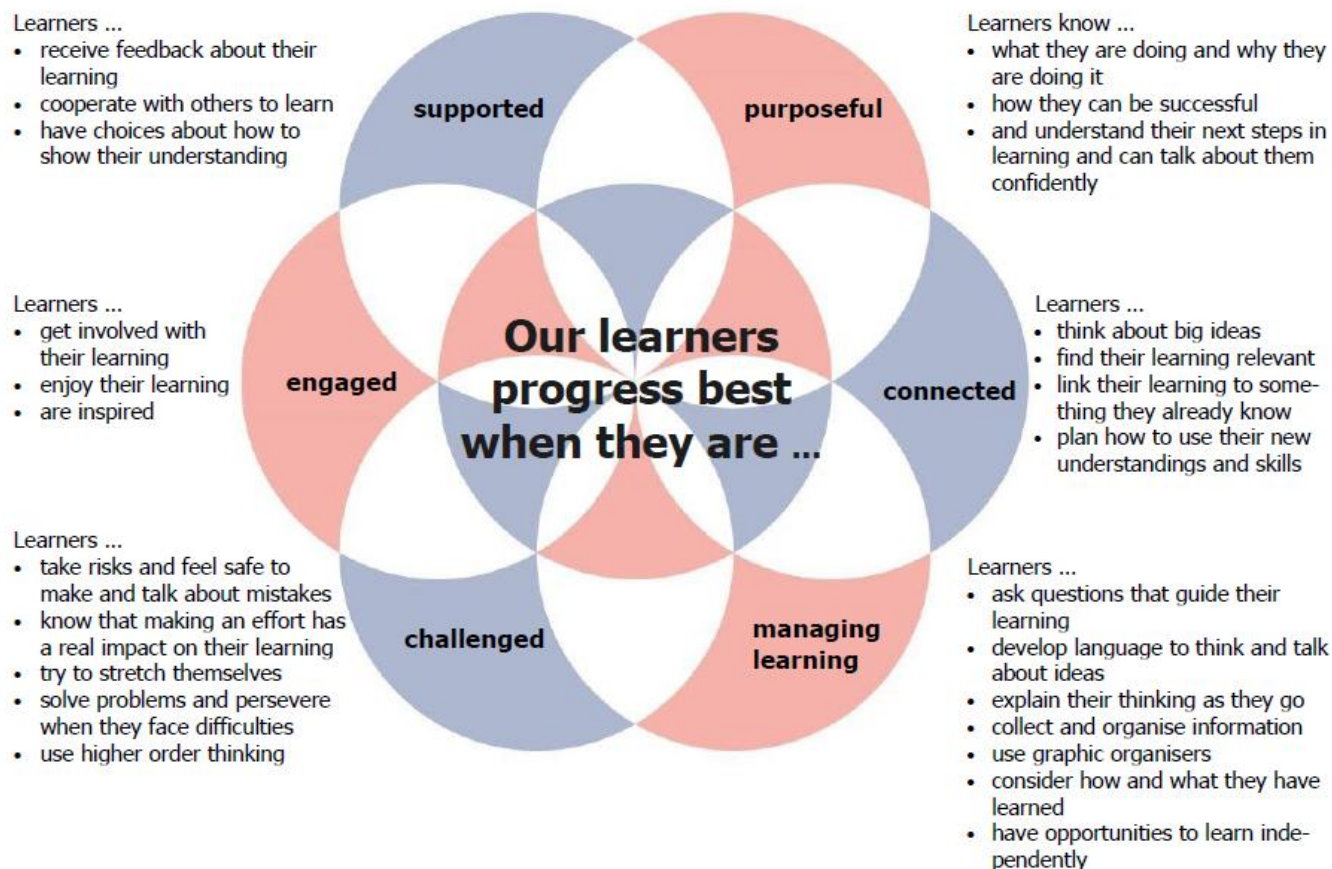 Learners ...
• receive feedback about their
learning
• cooperate with others to learn
• have choices about how to
show their understanding
supported
purposeful
Learners know ...
• what they are doing and why they
are doing it
• how they can be successful
• and understand their next steps in
learning and can talk about them
confidently
Learners ...
• get involved with
their learning
• enjoy their learning
• are inspired
engaged
Our learners
progress best
when they are ...
connected
Learners ...
• think about big ideas
• find their learning relevant
• link their learning to some-
thing they already know
• plan how to use their new
understandings and skills
Learners ...
• take risks and feel safe to
make and talk about mistakes
• know that making an effort has
a real impact on their learning
• try to stretch themselves
• solve problems and persevere
when they face difficulties
• use higher order thinking
challenged
managing
learning
Learners ...
• ask questions that guide their
learning
• develop language to think and talk
about ideas
• explain their thinking as they go
• collect and organise information
• use graphic organisers
• consider how and what they have
learned
• have opportunities to learn inde-
pendently